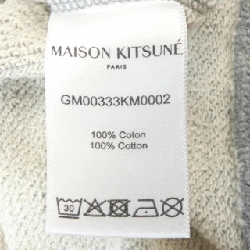 MAISON KITSUNÉ
PARIS
GM00333KM0002
100% Coton
100% Cotton
30